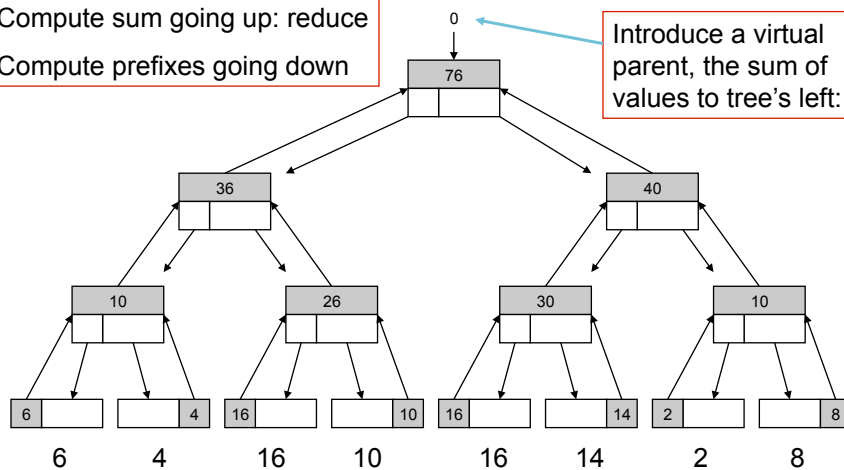 Compute sum going up: reduce
Compute prefixes going down
0
Introduce a virtual
parent, the sum of
values to tree's left:
76
36
40
10
26
30
10
6
4
16
10
16
14
2
8
6 4 16 10 16 14 2 8